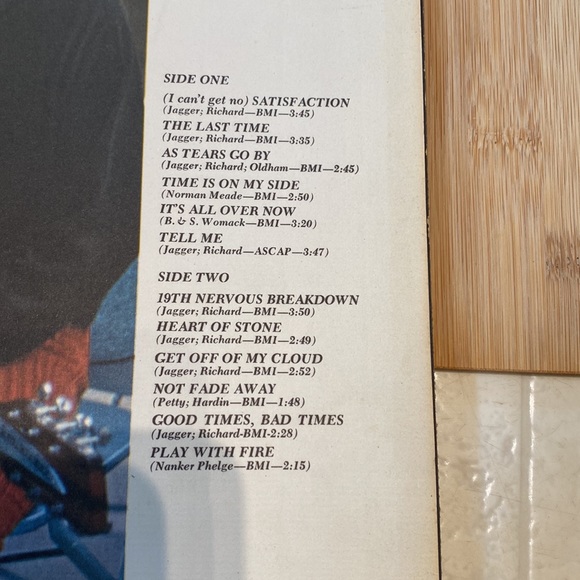 SIDE ONE
(I can't get no) SATISFACTION
(Jagger; Richard—BMI—3:45)
THE LAST TIME
(Jagger; Richard—BMI—3:35)
AS TEARS GO BY
(Jagger; Richard; Oldham—BMI—2:45)
TIME IS ON MY SIDE
(Norman Meade—BMI—2:50)
IT'S ALL OVER NOW
(B. & S. Womack—BMI—3:20)
TELL ME
(Jagger; Richard—ASCAP—3:47)
SIDE TWO
19TH NERVOUS BREAKDOWN
(Jagger; Richard—BMI—3:50)
HEART OF STONE
(Jagger; Richard—BMI—2:49)
GET OFF OF MY CLOUD
(Jagger; Richard—BMI—2:52)
NOT FADE AWAY
(Petty; Hardin—BMI—1:48)
GOOD TIMES, BAD TIMES
(Jagger; Richard-BMI-2:28)
PLAY WITH FIRE
(Nanker Phelge—BMI—2:15)